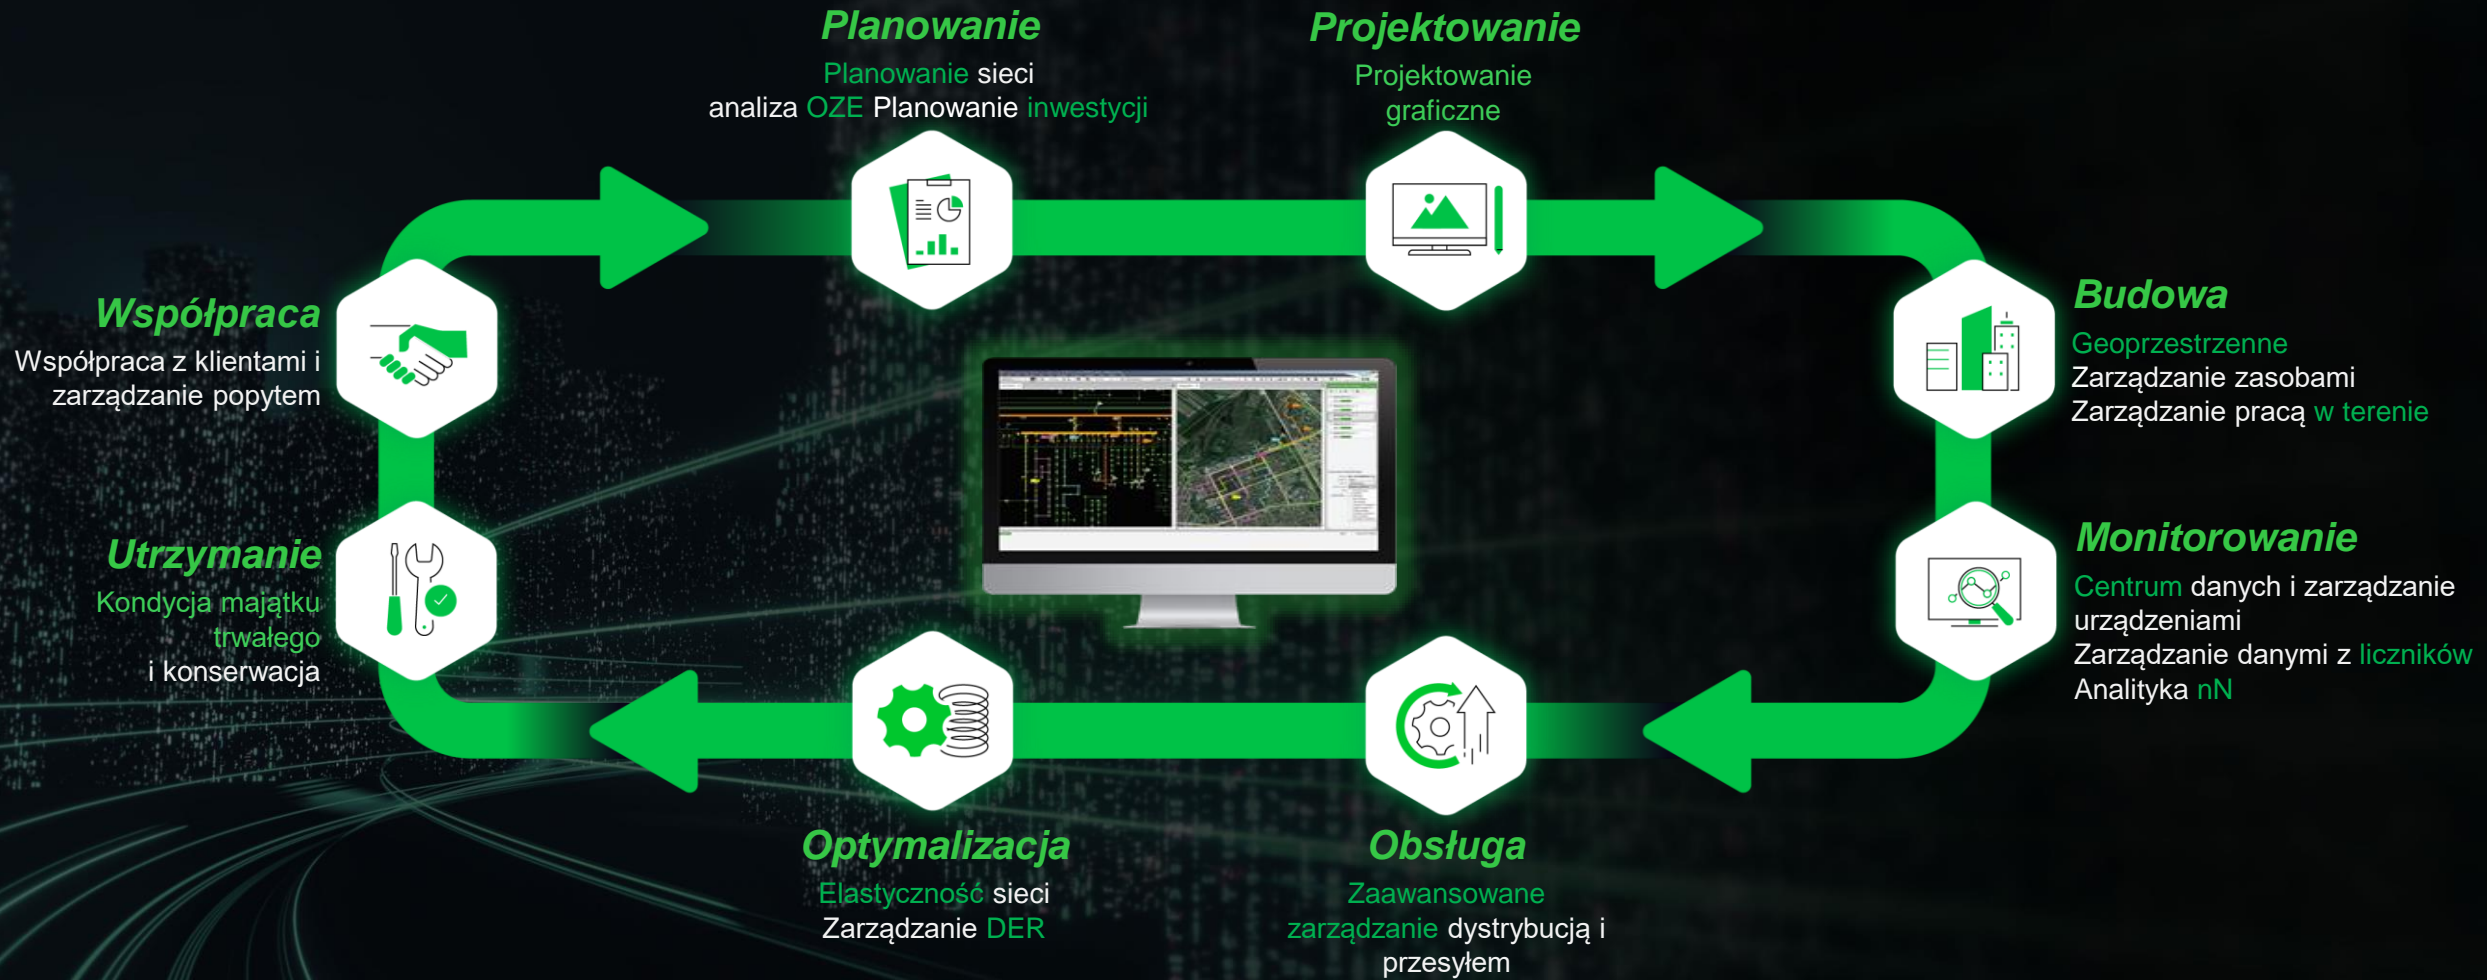 Planowanie
Planowanie sieci
analiza OZE Planowanie inwestycji
Projektowanie
Projektowanie
graficzne
Budowa
Geoprzestrzenne
Zarządzanie zasobami
Zarządzanie pracą w terenie
Monitorowanie
Centrum danych i zarządzanie
urządzeniami
Zarządzanie danymi z liczników
Analityka nN
Obsługa
Zaawansowane
zarządzanie dystrybucją i
przesyłem
Optymalizacja
Elastyczność sieci
Zarządzanie DER
Utrzymanie
Kondycja majątku
trwałego
i konserwacja
Współpraca
Współpraca z klientami i
zarządzanie popytem